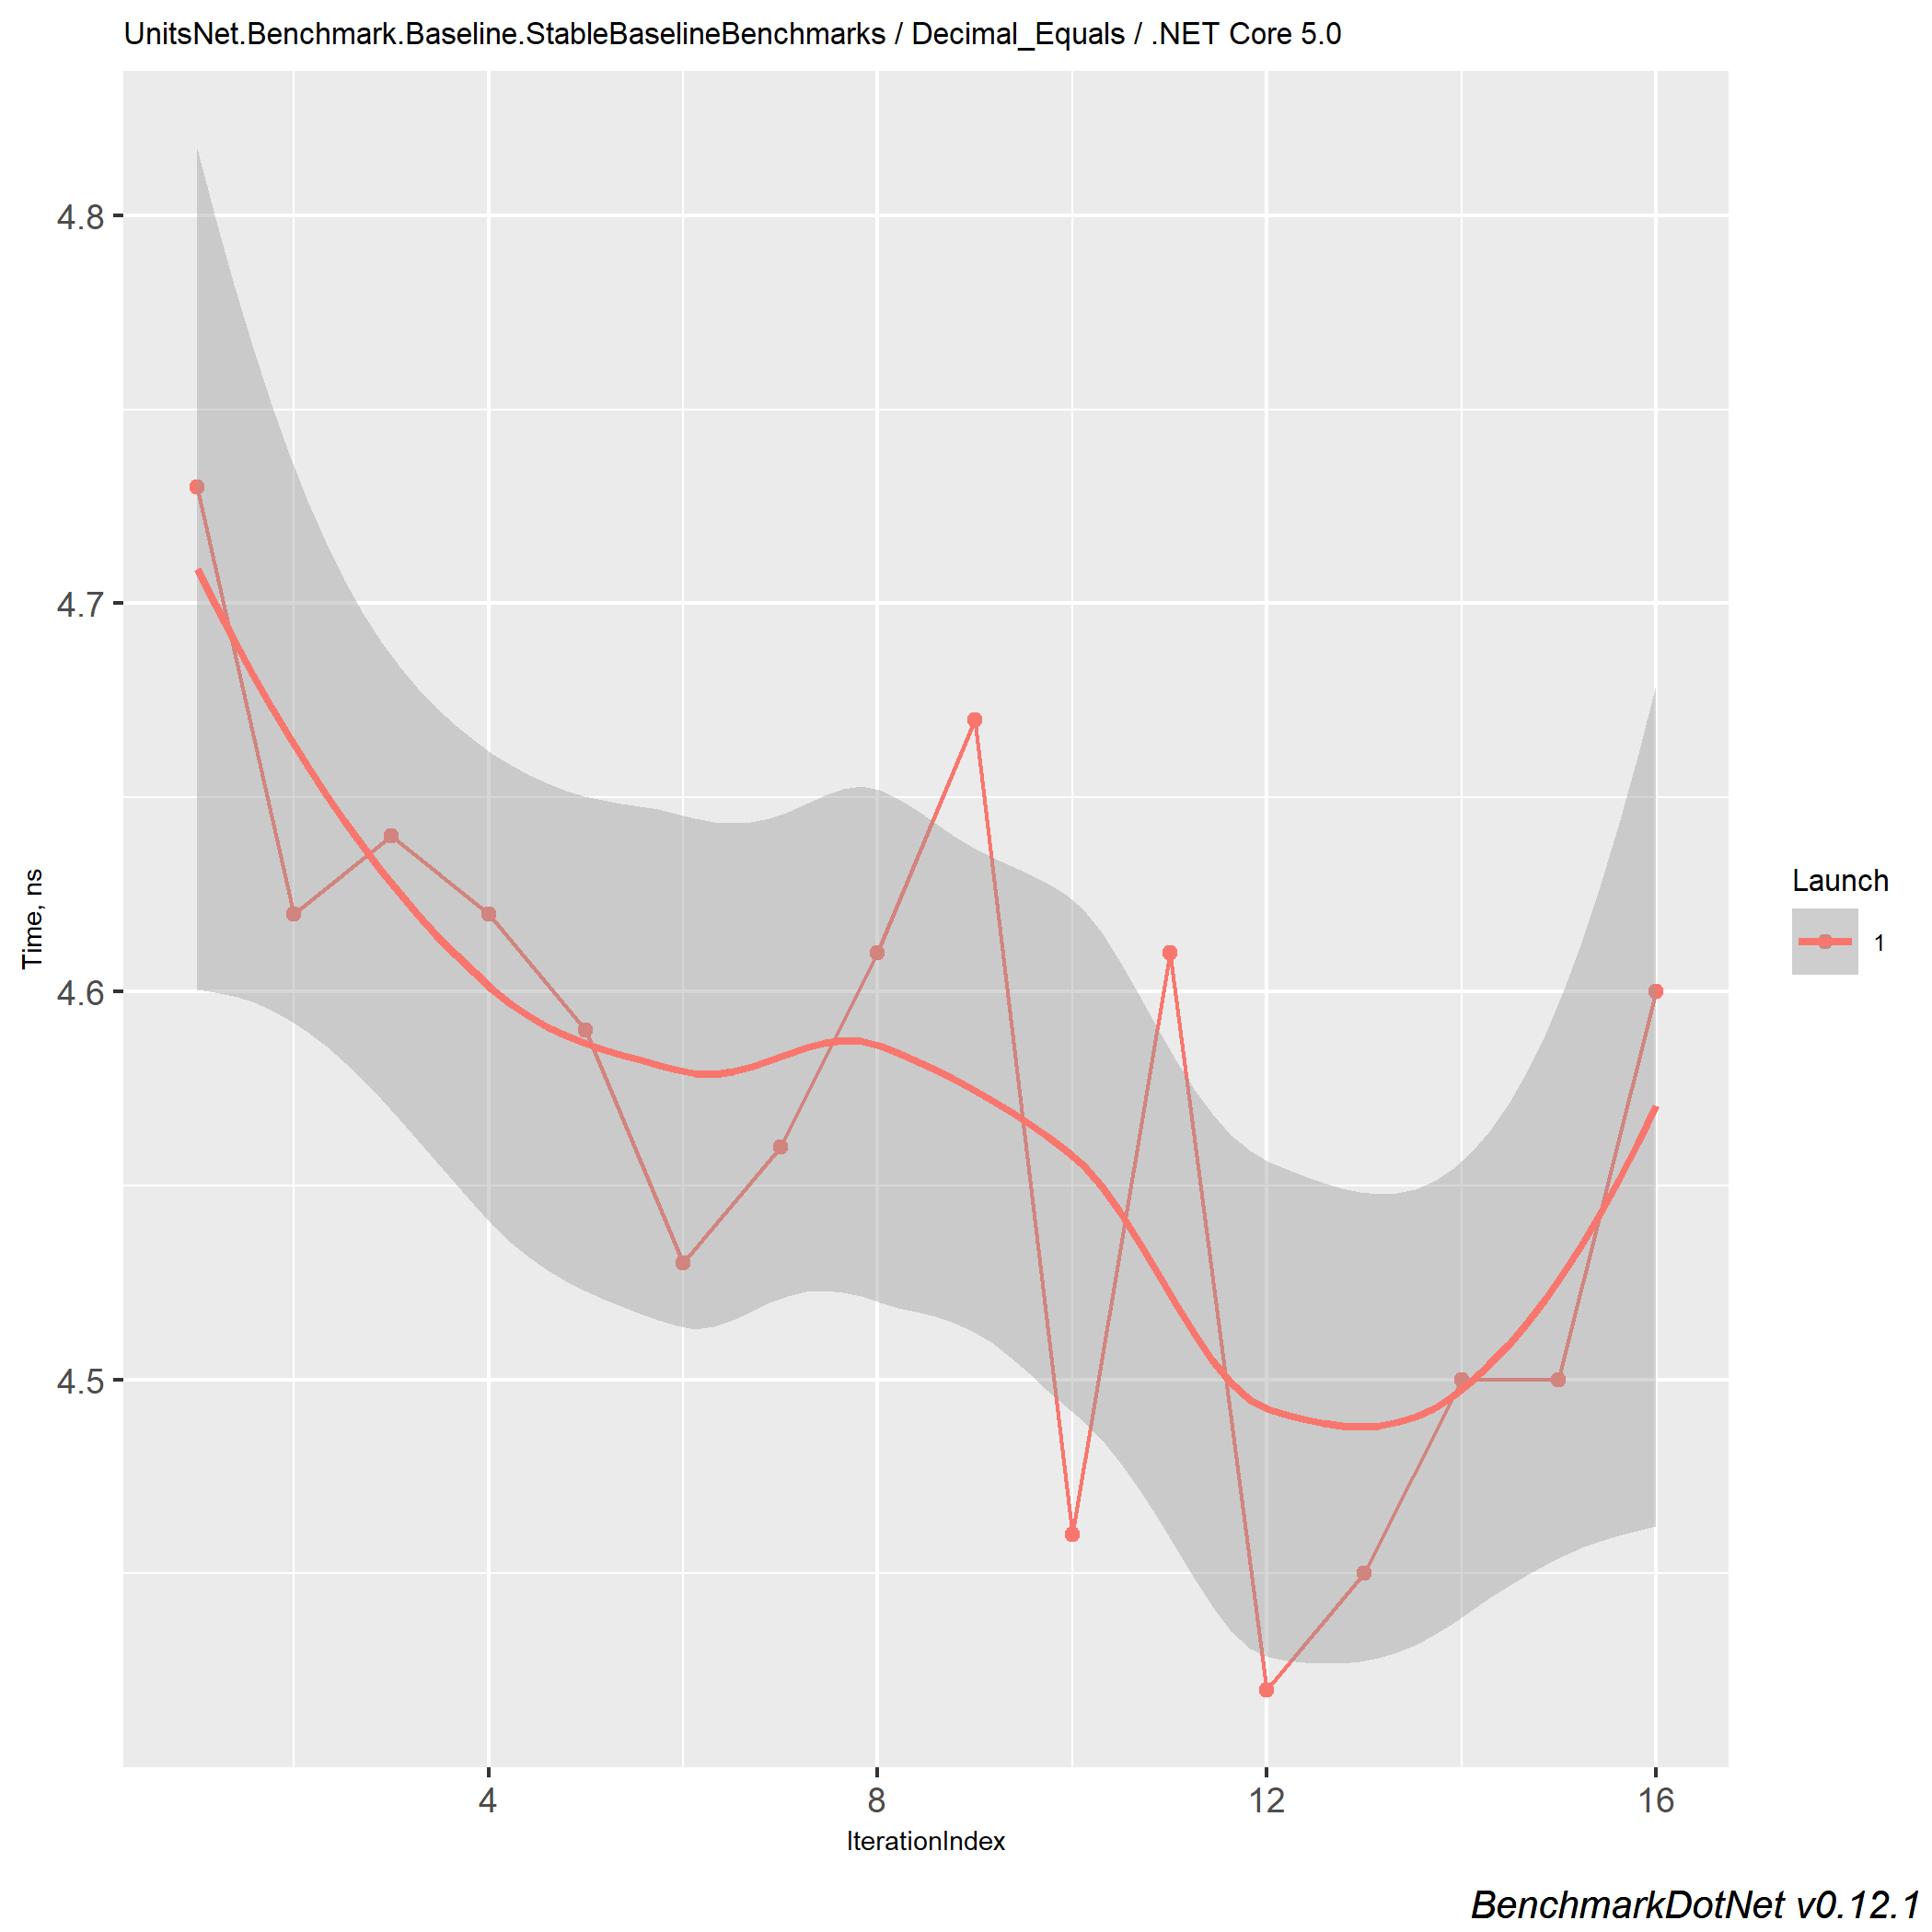 UnitsNet.Benchmark.Baseline.StableBaselineBenchmarks / Decimal_Equals / .NET Core 5.0
4.8
4.7
4.6
4.5
Time, ns
4
8
12
16
IterationIndex
Launch
1
BenchmarkDotNet v0.12.1